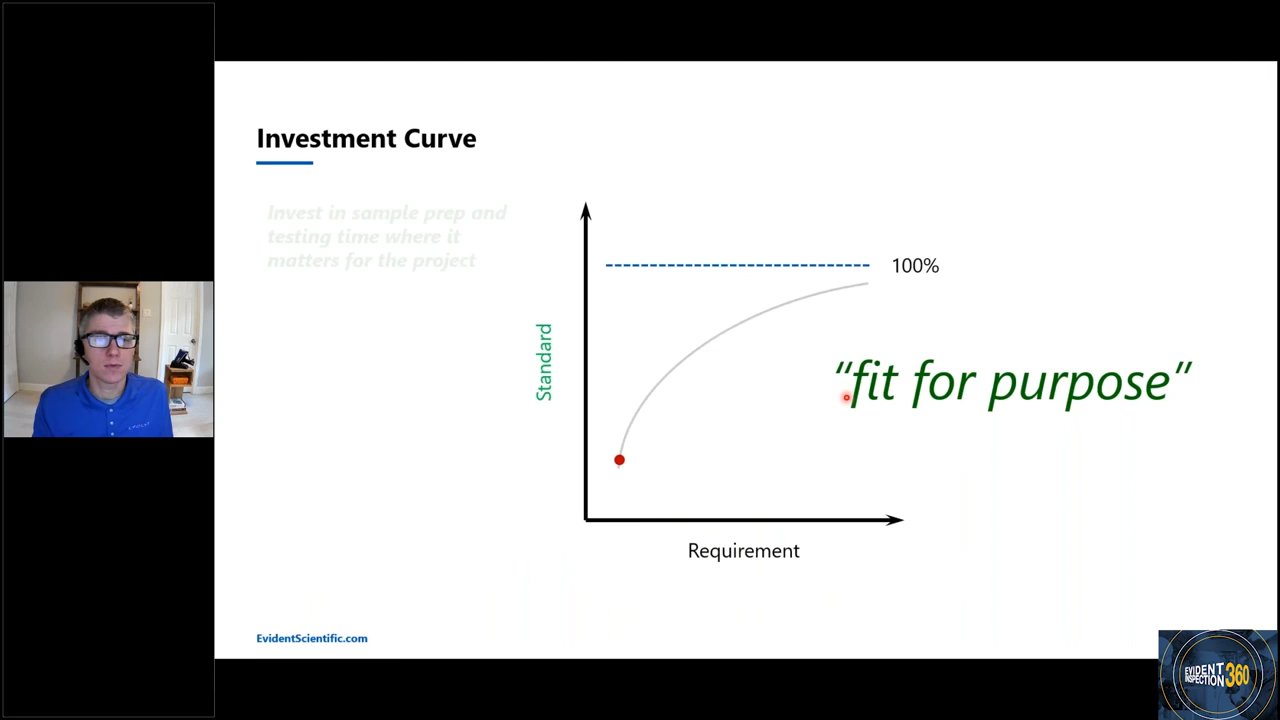 Investment Curve
Invest in sample prep and
testing time where it
matters for the project
100%
Standard
"fit for purpose"
Requirement
EvidentScientific.com
EVIDENT
INSPECTION
360